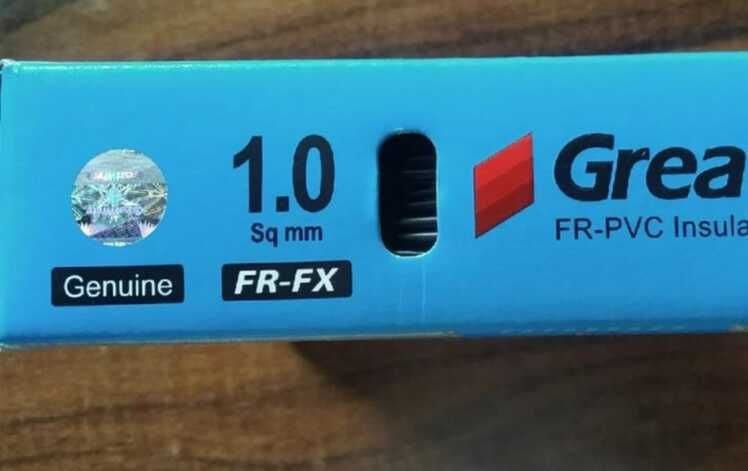 1.0
Sq mm
Genuine
FR-FX
Grea
FR-PVC Insula